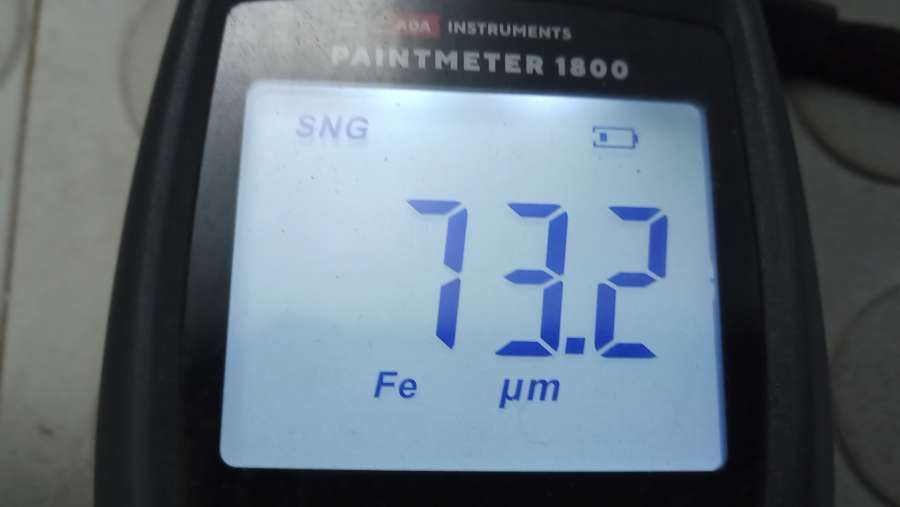 ADA INSTRUMENTS
PAINTMETER 1800
SNG
73.2
Fe µm